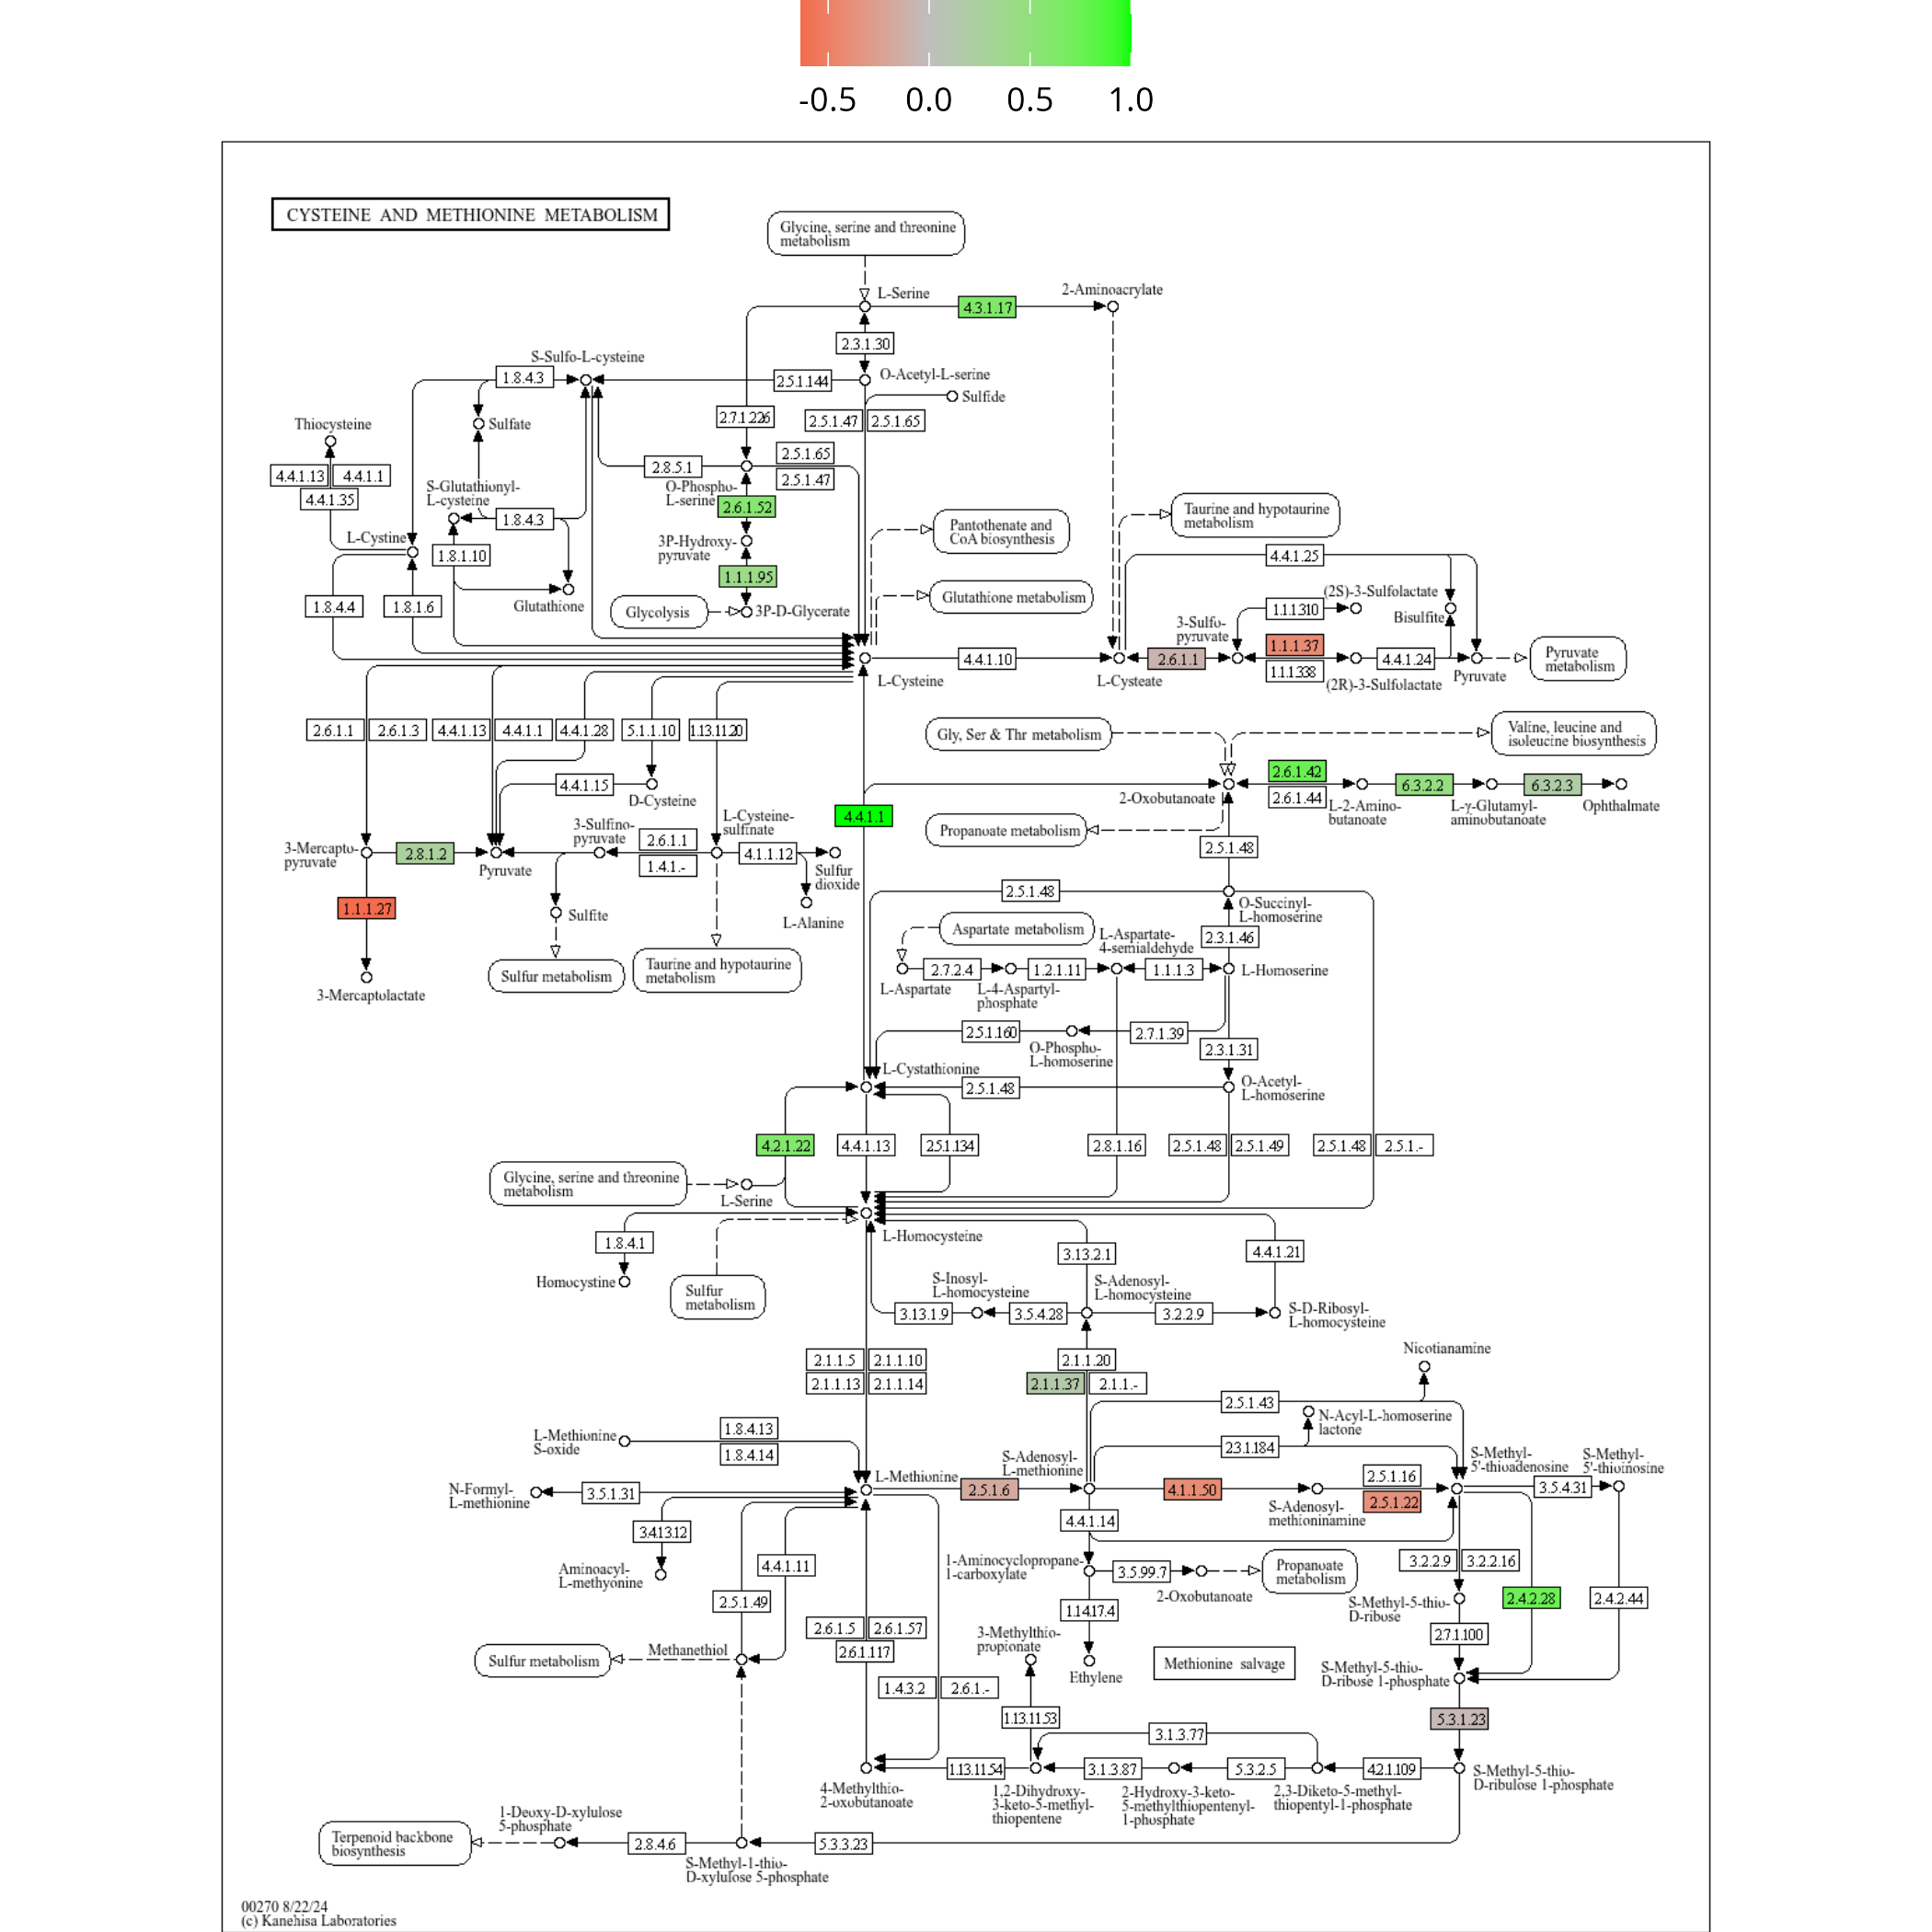 -0.5 0.0 0.5 1.0
CYSTEINE AND METHIONINE METABOLISM
Glycine, serine and threonine
metabolism
L-Serine
4.3.1.17
2-Aminoacrylate
2.3.1.30
S-Sulfo-L-cysteine
1.8.4.3
2.5.1.144
O-Acetyl-L-serine
Sulfide
2.7.1.226
2.5.1.47
2.5.1.65
Thiocysteine
Sulfate
4.4.1.13
4.4.1.1
4.4.1.35
2.8.5.1
2.5.1.65
2.5.1.47
O-Phospho-
L-serine
S-Glutathionyl-
L-cysteine
1.8.4.3
2.6.1.52
L-Cystine
1.8.1.10
3P-Hydroxy-
pyruvate
1.1.1.95
Glutathione
Glycolysis
3P-D-Glycerate
1.8.4.4
1.8.1.6
Pantothenate and
CoA biosynthesis
Glutathione metabolism
Taurine and hypotaurine
metabolism
4.4.1.25
(2S)-3-Sulfolactate
1.1.1.310
Bisulfite
3-Sulfo-
pyruvate
1.1.1.37
L-Cysteine
4.4.1.10
L-Cysteate
2.6.1.1
1.1.1.338
(2R)-3-Sulfolactate
4.4.1.24
Pyruvate
Pyruvate
metabolism
2.6.1.1
2.6.1.3
4.4.1.13
4.4.1.1
4.4.1.28
5.1.1.10
1.13.11.20
Gly, Ser & Thr metabolism
Valine, leucine and
isoleucine biosynthesis
4.4.1.15
D-Cysteine
2-Oxobutanoate
2.6.1.42
2.6.1.44
L-2-Amino-
butanoate
6.3.2.2
L-γ-Glutamyl-
aminobutanoate
6.3.2.3
Ophthalmate
4.4.1.1
Propanoate metabolism
2.5.1.48
3-Mercapto-
pyruvate
2.8.1.2
Pyruvate
3-Sulfino-
pyruvate
2.6.1.1
1.4.1.-
L-Cysteine-
sulfinate
4.1.1.12
Sulfur
dioxide
L-Alanine
1.1.1.27
Sulfite
3-Mercaptolactate
Sulfur metabolism
Taurine and hypotaurine
metabolism
2.5.1.48
O-Succinyl-
L-homoserine
Aspartate metabolism
L-Aspartate-
4-semialdehyde
2.3.1.46
L-Aspartate
2.7.2.4
L-4-Aspartyl-
phosphate
1.2.1.11
1.1.1.3
L-Homoserine
2.5.1.160
O-Phospho-
L-homoserine
2.7.1.39
2.3.1.31
L-Cystathionine
2.5.1.48
O-Acetyl-
L-homoserine
4.2.1.22
4.4.1.13
2.5.1.134
2.8.1.16
2.5.1.48
2.5.1.49
2.5.1.48
2.5.1.-
Glycine, serine and threonine
metabolism
L-Serine
L-Homocysteine
1.8.4.1
Homocystine
Sulfur
metabolism
3.13.2.1
4.4.1.21
S-Inosyl-
L-homocysteine
S-Adenosyl-
L-homocysteine
3.13.1.9
3.5.4.28
3.2.2.9
S-D-Ribosyl-
L-homocysteine
2.1.1.5
2.1.1.10
2.1.1.13
2.1.1.14
2.1.1.20
2.1.1.37
2.1.1.-
Nicotianamine
2.5.1.43
N-Acyl-L-homoserine
lactone
2.3.1.184
L-Methionine
S-oxide
1.8.4.13
1.8.4.14
N-Formyl-
L-methionine
3.5.1.31
L-Methionine
2.5.1.6
S-Adenosyl-
L-methionine
4.1.1.50
S-Adenosyl-
methioninamine
2.5.1.16
2.5.1.22
S-Methyl-
5'-thioadenosine
3.5.4.31
S-Methyl-
5'-thioinosine
3.4.13.12
Aminoacyl-
L-methyonine
4.4.1.11
2.5.1.49
4.4.1.14
1-Aminocyclopropane-
1-carboxylate
3.5.99.7
2-Oxobutanoate
Propanoate
metabolism
3.2.2.9
3.2.2.16
S-Methyl-5-thio-
D-ribose
2.4.2.28
2.4.2.44
1.14.17.4
Ethylene
2.6.1.5
2.6.1.57
2.6.1.117
3-Methylthio-
propionate
Methionine salvage
2.7.1.100
S-Methyl-5-thio-
D-ribose 1-phosphate
Sulfur metabolism
Methanethiol
1.4.3.2
2.6.1.-
1.13.11.53
5.3.1.23
3.1.3.77
4-Methylthio-
2-oxobutanoate
1.13.11.54
1,2-Dihydroxy-
3-keto-5-methyl-
thiopentene
3.1.3.87
2-Hydroxy-3-keto-
5-methylthiopentenyl-
1-phosphate
5.3.2.5
2,3-Diketo-5-methyl-
thiopentyl-1-phosphate
4.2.1.109
S-Methyl-5-thio-
D-ribulose 1-phosphate
Terpenoid backbone
biosynthesis
1-Deoxy-D-xylulose
5-phosphate
2.8.4.6
S-Methyl-1-thio-
D-xylulose 5-phosphate
5.3.3.23
00270 8/22/24
(c) Kanehisa Laboratories